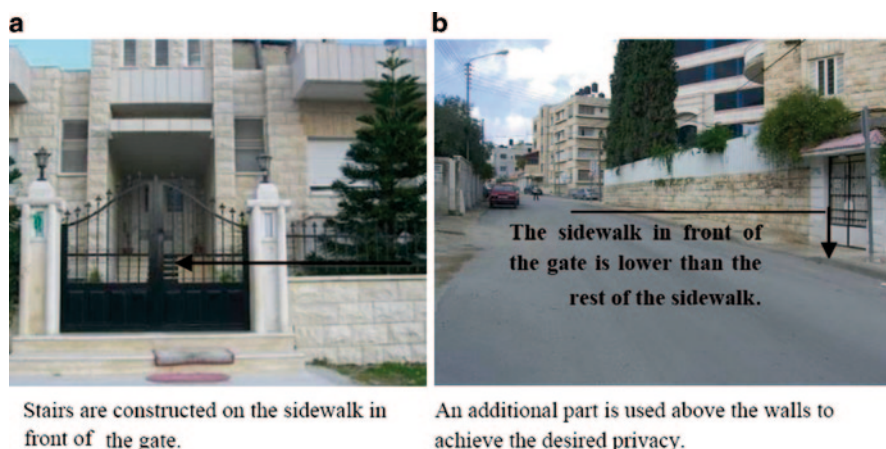 a
b
The sidewalk in front of
the gate is lower than the
rest of the sidewalk.
Stairs are constructed on the sidewalk in
front of the gate.
An additional part is used above the walls to
achieve the desired privacy.